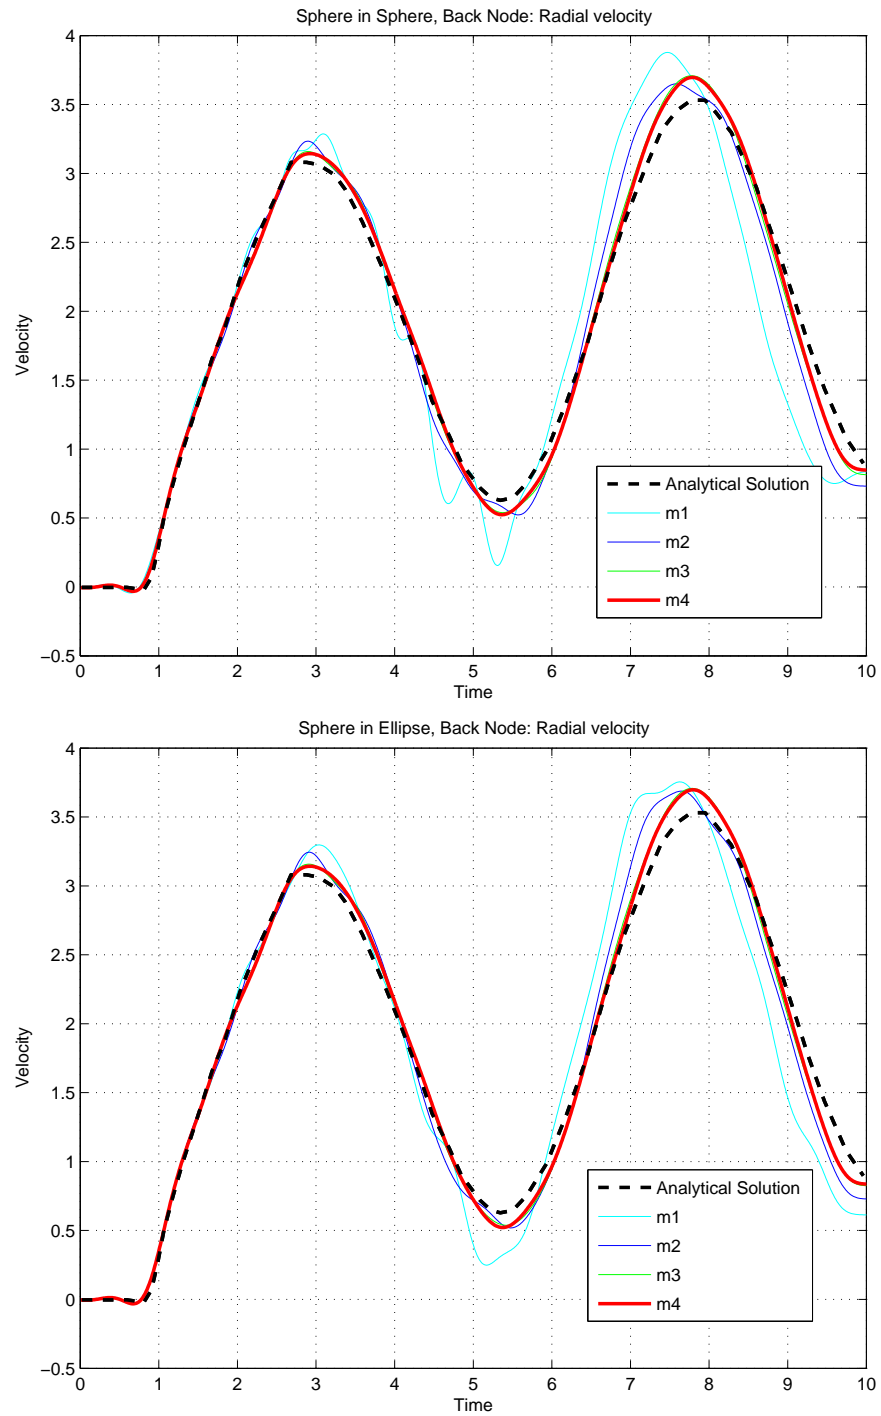 Sphere in Sphere, Back Node: Radial velocity
4
3.5
3
2.5
2
1.5
1
0.5
0
−0.5
Velocity
Analytical Solution
m1
m2
m3
m4
0 1 2 3 4 5 6 7 8 9 10
Time
Sphere in Ellipse, Back Node: Radial velocity
4
3.5
3
2.5
2
1.5
1
0.5
0
−0.5
Velocity
Analytical Solution
m1
m2
m3
m4
0 1 2 3 4 5 6 7 8 9 10
Time